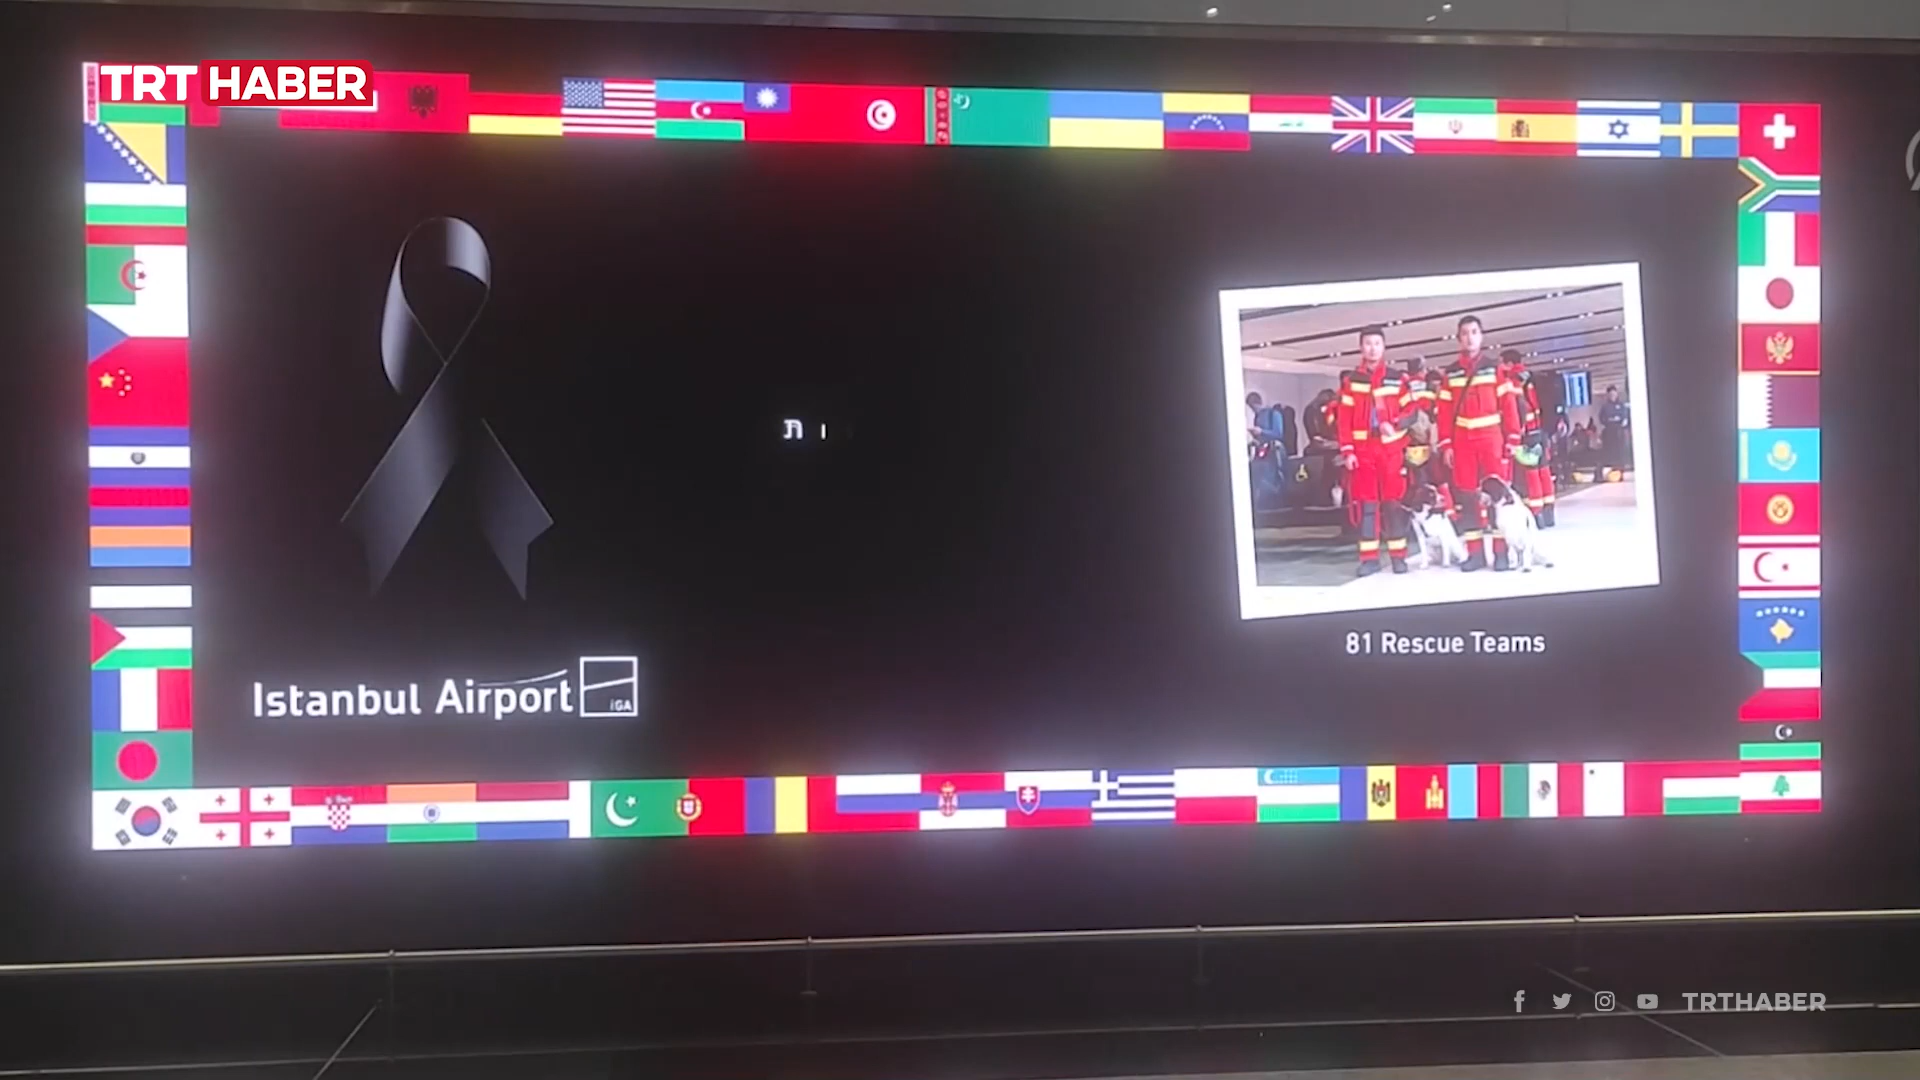 TRT HABER
ת ו
81 Rescue Teams
Istanbul Airport
iGA
TRTHABER